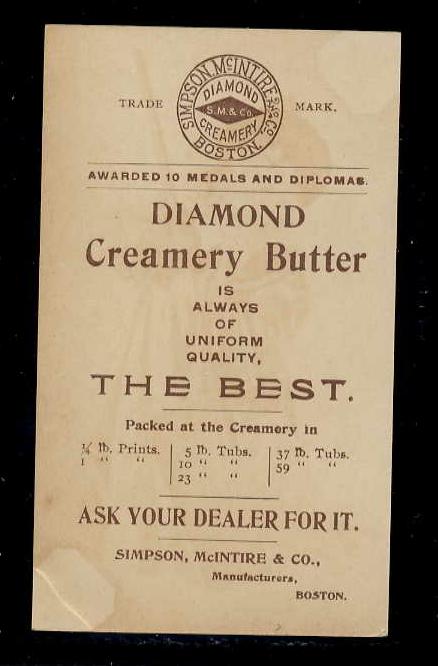 TRADE MARK.
SIMPSON, McINTIRE & Co.
BOSTON.
DIAMOND
S.M.& Co.
CREAMERY
AWARDED 10 MEDALS AND DIPLOMAS.
DIAMOND
Creamery Butter
IS
ALWAYS
OF
UNIFORM
QUALITY,
THE BEST.
Packed at the Creamery in
¼ lb. Prints. 5 lb. Tubs. 37 lb. Tubs.
1 " " 10 " " 59 " "
23 " "
ASK YOUR DEALER FOR IT.
SIMPSON, McINTIRE & CO.,
Manufacturers,
BOSTON.